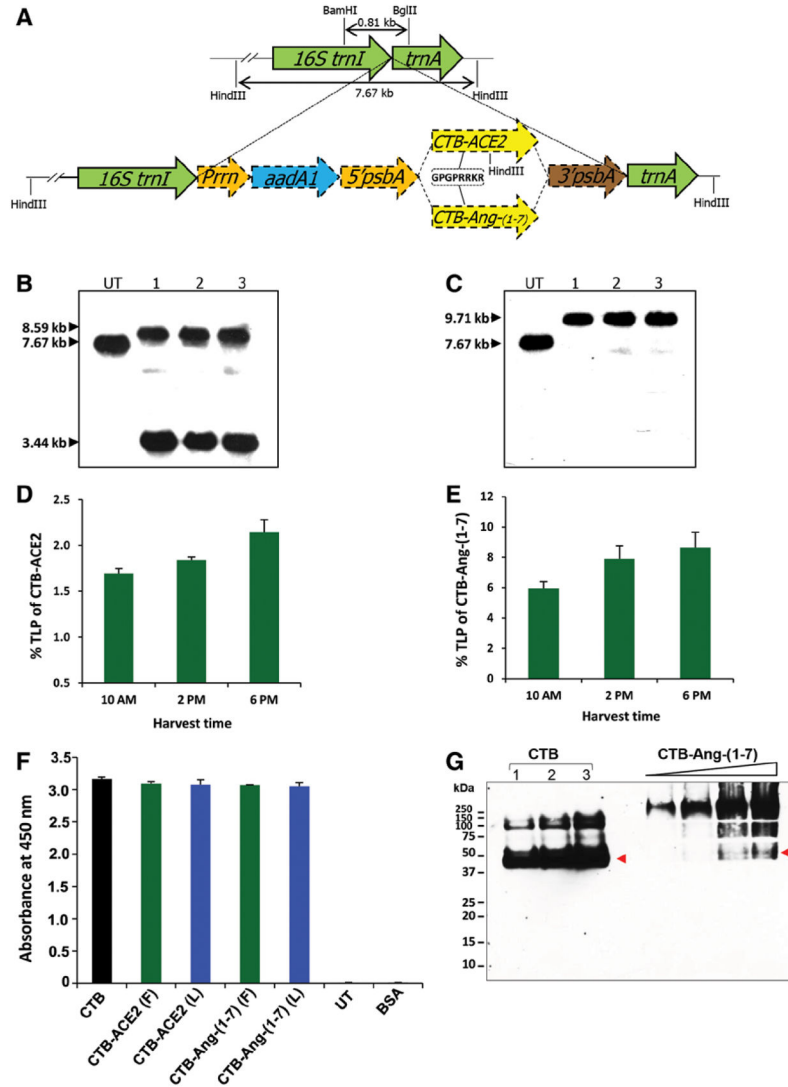 A
BamHI
BglII
0.81 kb
16S trnI
trnA
HindIII
HindIII
7.67 kb
16S trnI
Prrn
aadA1
5'psbA
CTB-ACE2
HindIII
GPGPRRKR
CTB-Ang-(1-7)
3'psbA
trnA
HindIII
HindIII
B
UT 1 2 3
8.59 kb
7.67 kb
3.44 kb
C
UT 1 2 3
9.71 kb
7.67 kb
D
% TLP of CTB-ACE2
2.5
2.0
1.5
1.0
0.5
10 AM 2 PM 6 PM
Harvest time
E
% TLP of CTB-Ang-(1-7)
12
10
8
6
4
2
0
10 AM 2 PM 6 PM
Harvest time
F
Absorbance at 450 nm
3.5
3.0
2.5
2.0
3.0
1.0
0.5
0
CTB
CTB-ACE2 (F)
CTB-ACE2 (L)
CTB-Ang-(1-7) (F)
CTB-Ang-(1-7) (L)
UT
BSA
G
CTB
CTB-Ang-(1-7)
1 2 3
kDa
250
150
100
75
50
37
25
20
15
10